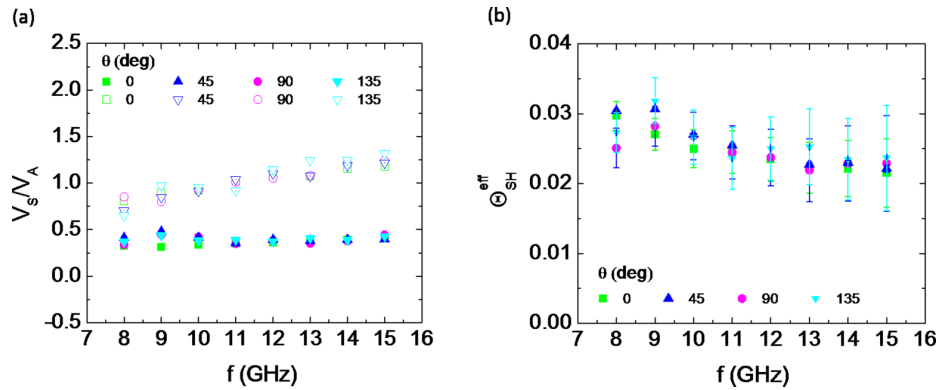 (a)
2.5
2.0
1.5
1.0
0.5
0.0
−0.5
V_S/V_A
θ (deg)
0 45 90 135
0 45 90 135
7 8 9 10 11 12 13 14 15 16
f (GHz)
(b)
0.04
0.03
0.02
0.01
0.00
Θ_SH^eff
θ (deg)
0 45 90 135
7 8 9 10 11 12 13 14 15 16
f (GHz)